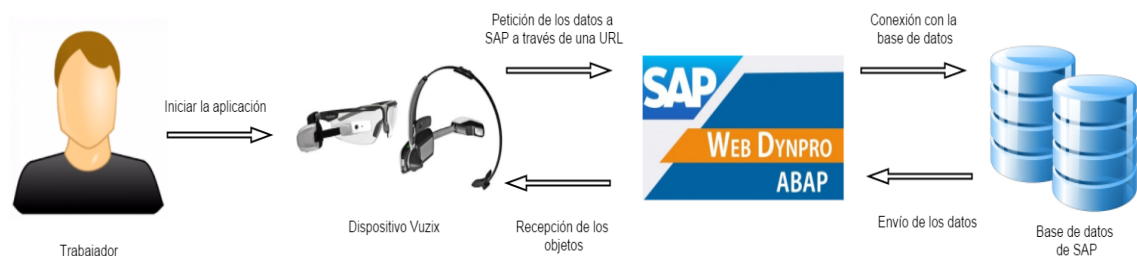 Petición de los datos a
SAP a través de una URL
Conexión con la
base de datos
Iniciar la aplicación
SAP
WEB DYNPRO
ABAP
Dispositivo Vuzix
Recepción de los
objetos
Envío de los datos
Base de datos
de SAP
Trabajador